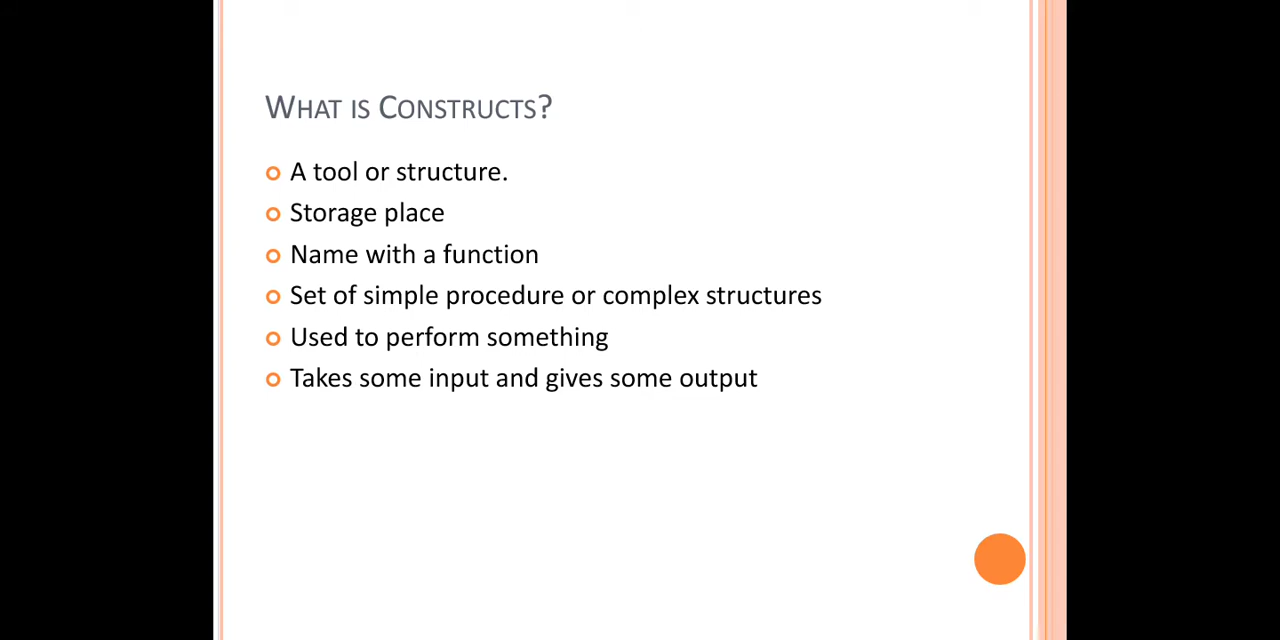 What is Constructs?
A tool or structure.
Storage place
Name with a function
Set of simple procedure or complex structures
Used to perform something
Takes some input and gives some output